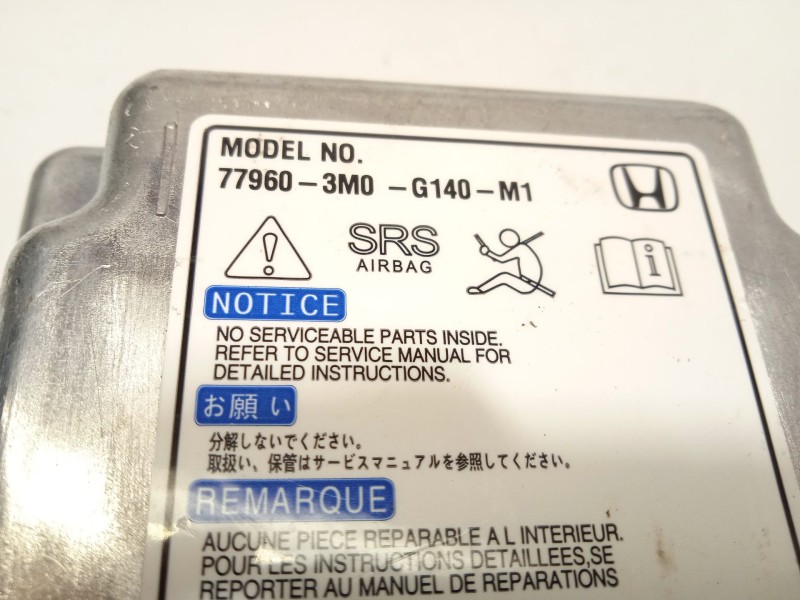 MODEL NO.
77960-3M0 -G140-M1
SRS
AIRBAG
NOTICE
NO SERVICEABLE PARTS INSIDE.
REFER TO SERVICE MANUAL FOR
DETAILED INSTRUCTIONS.
お願い
分解しないでください。
取扱い、保管はサービスマニュアルを参照してください。
REMARQUE
AUCUNE PIECE REPARABLE A L INTERIEUR.
POUR LES INSTRUCTIONS DETAILLEES,SE
REPORTER AU MANUEL DE REPARATIONS